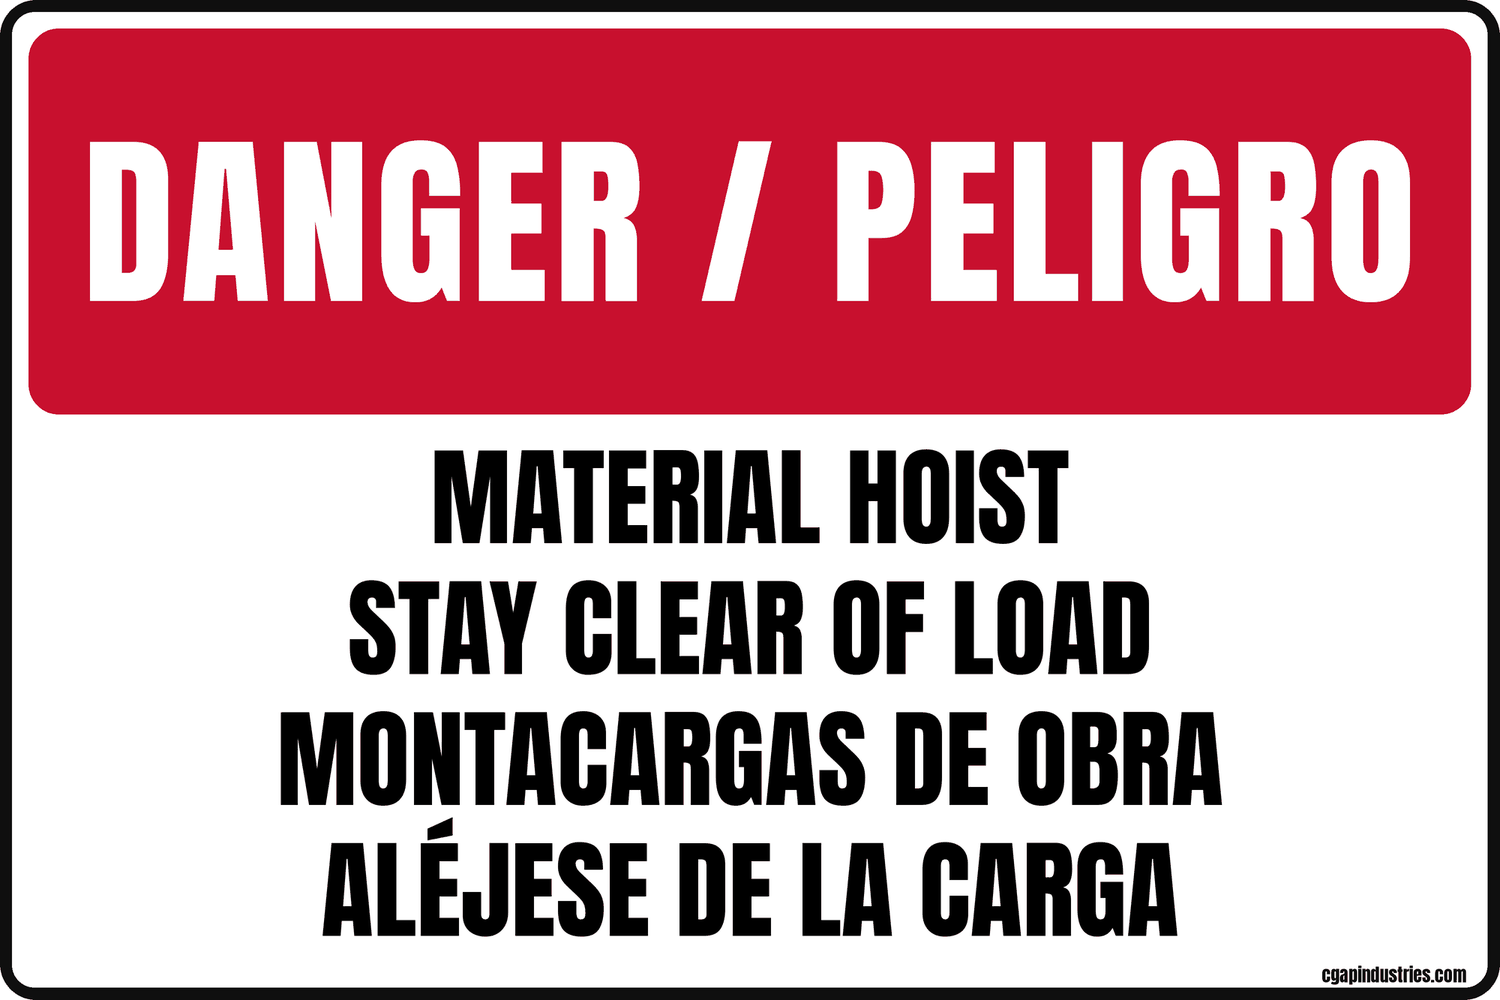 DANGER / PELIGRO
MATERIAL HOIST
STAY CLEAR OF LOAD
MONTACARGAS DE OBRA
ALÉJESE DE LA CARGA
cgapindustries.com